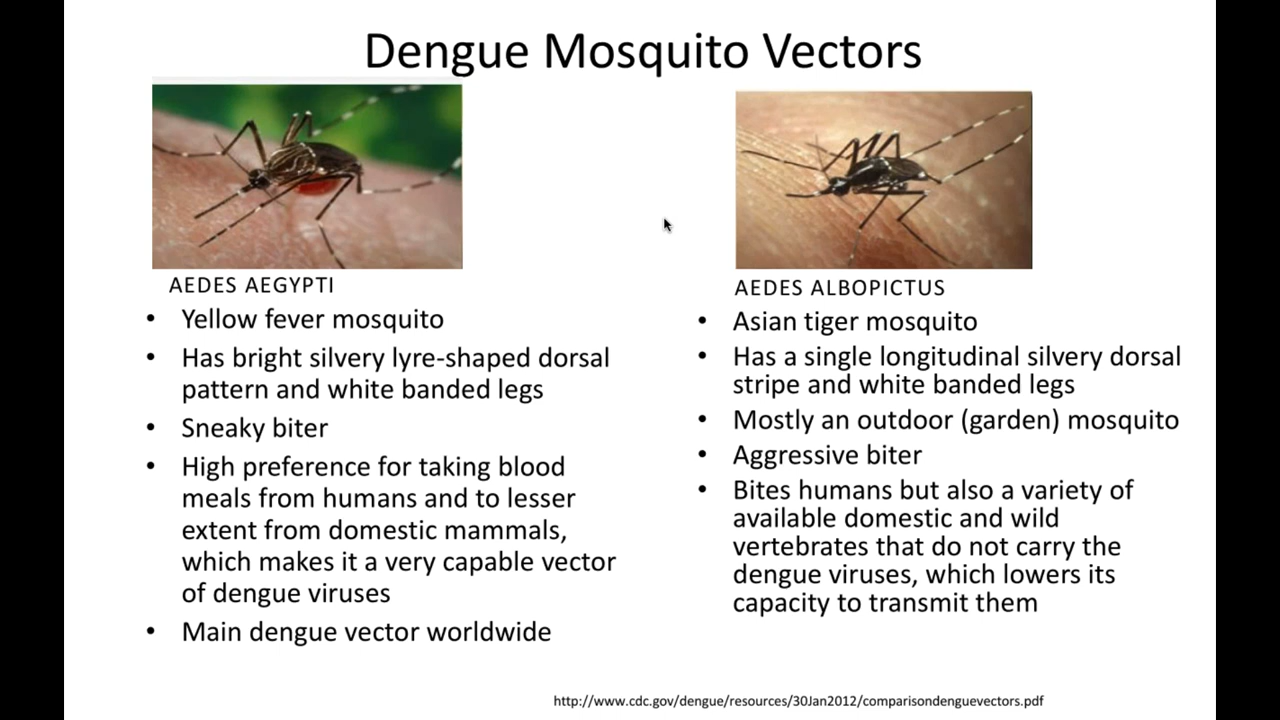 Dengue Mosquito Vectors
AEDES AEGYPTI
• Yellow fever mosquito
• Has bright silvery lyre-shaped dorsal
pattern and white banded legs
• Sneaky biter
• High preference for taking blood
meals from humans and to lesser
extent from domestic mammals,
which makes it a very capable vector
of dengue viruses
• Main dengue vector worldwide
AEDES ALBOPICTUS
• Asian tiger mosquito
• Has a single longitudinal silvery dorsal
stripe and white banded legs
• Mostly an outdoor (garden) mosquito
• Aggressive biter
• Bites humans but also a variety of
available domestic and wild
vertebrates that do not carry the
dengue viruses, which lowers its
capacity to transmit them
http://www.cdc.gov/dengue/resources/30Jan2012/comparisondenguevectors.pdf